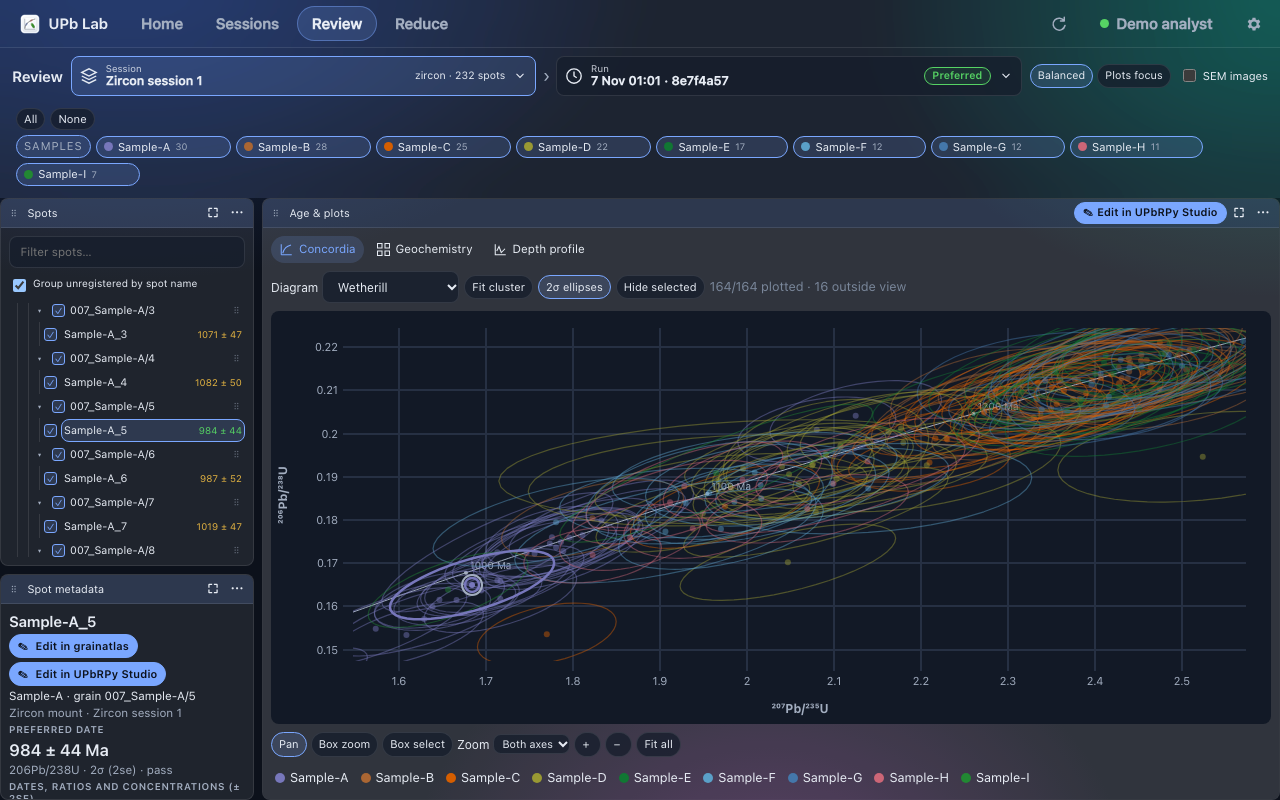 UPb Lab
Home
Sessions
Review
Reduce
Demo analyst
Review
Session
Zircon session 1
zircon · 232 spots
Run
7 Nov 01:01 · 8e7f4a57
Preferred
Balanced
Plots focus
SEM images
All
None
SAMPLES
Sample-A 30
Sample-B 28
Sample-C 25
Sample-D 22
Sample-E 17
Sample-F 12
Sample-G 12
Sample-H 11
Sample-I 7
Spots
Filter spots...
Group unregistered by spot name
007_Sample-A/3
Sample-A_3 1071 ± 47
007_Sample-A/4
Sample-A_4 1082 ± 50
007_Sample-A/5
Sample-A_5 984 ± 44
007_Sample-A/6
Sample-A_6 987 ± 52
007_Sample-A/7
Sample-A_7 1019 ± 47
007_Sample-A/8
Spot metadata
Sample-A_5
Edit in grainatlas
Edit in UPbRPy Studio
Sample-A · grain 007_Sample-A/5
Zircon mount · Zircon session 1
PREFERRED DATE
984 ± 44 Ma
206Pb/238U · 2σ (2se) · pass
DATES, RATIOS AND CONCENTRATIONS (±
2SE)
Age & plots
Edit in UPbRPy Studio
Concordia
Geochemistry
Depth profile
Diagram
Wetherill
Fit cluster
2σ ellipses
Hide selected
164/164 plotted · 16 outside view
0.22
0.21
0.2
0.19
0.18
0.17
0.16
0.15
²⁰⁶Pb/²³⁸U
1200 Ma
1100 Ma
1000 Ma
1.6
1.7
1.8
1.9
2
2.1
2.2
2.3
2.4
2.5
²⁰⁷Pb/²³⁵U
Pan
Box zoom
Box select
Zoom
Both axes
+
−
Fit all
Sample-A
Sample-B
Sample-C
Sample-D
Sample-E
Sample-F
Sample-G
Sample-H
Sample-I